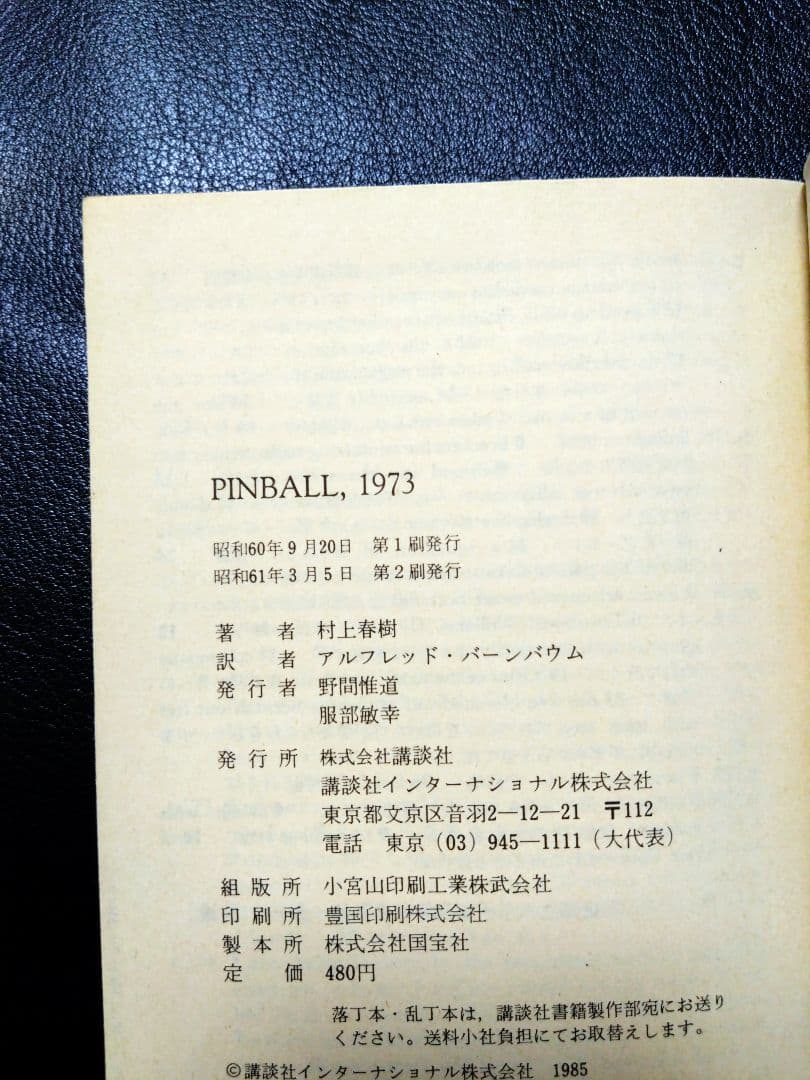 PINBALL, 1973
昭和60年9月20日 第1刷発行
昭和61年3月5日 第2刷発行
著者 村上春樹
訳者 アルフレッド・バーンバウム
発行者 野間惟道
服部敏幸
発行所 株式会社講談社
講談社インターナショナル株式会社
東京都文京区音羽2—12—21 〒112
電話 東京(03)945—1111(大代表)
組版所 小宮山印刷工業株式会社
印刷所 豊国印刷株式会社
製本所 株式会社国宝社
定価 480円
落丁本・乱丁本は,講談社書籍製作部宛にお送り
ください。送料小社負担にてお取替えします。
©講談社インターナショナル株式会社 1985